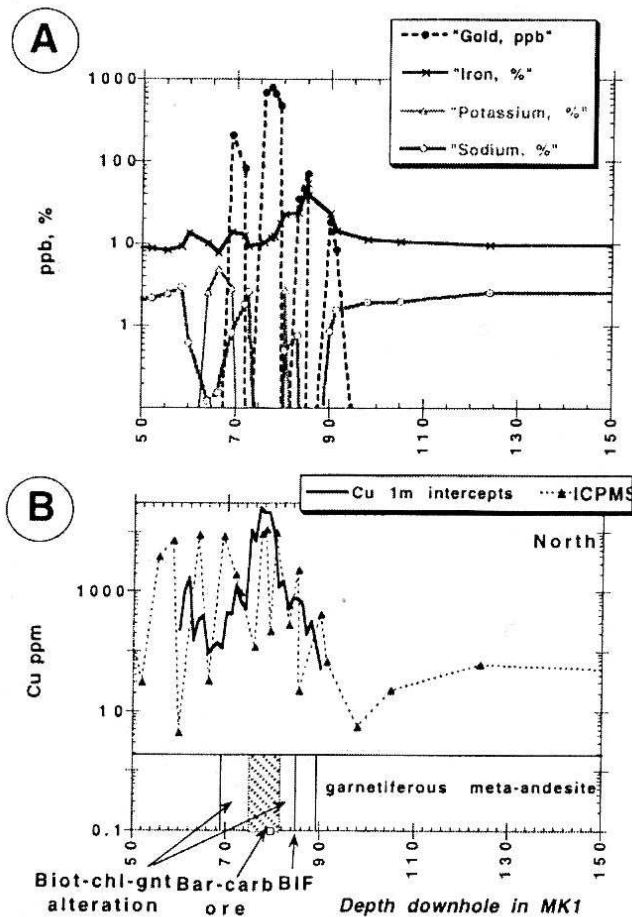 A
"Gold, ppb"
"Iron, %"
"Potassium, %"
"Sodium, %"
1000
100
10
1
ppb, %
50
70
90
110
130
150
B
Cu 1m intercepts
ICPMS
North
1000
10
0.1
Cu ppm
garnetiferous meta-andesite
50
70
90
110
130
150
Biot-chl-gnt
alteration
Bar-carb
ore
BIF
Depth downhole in MK1